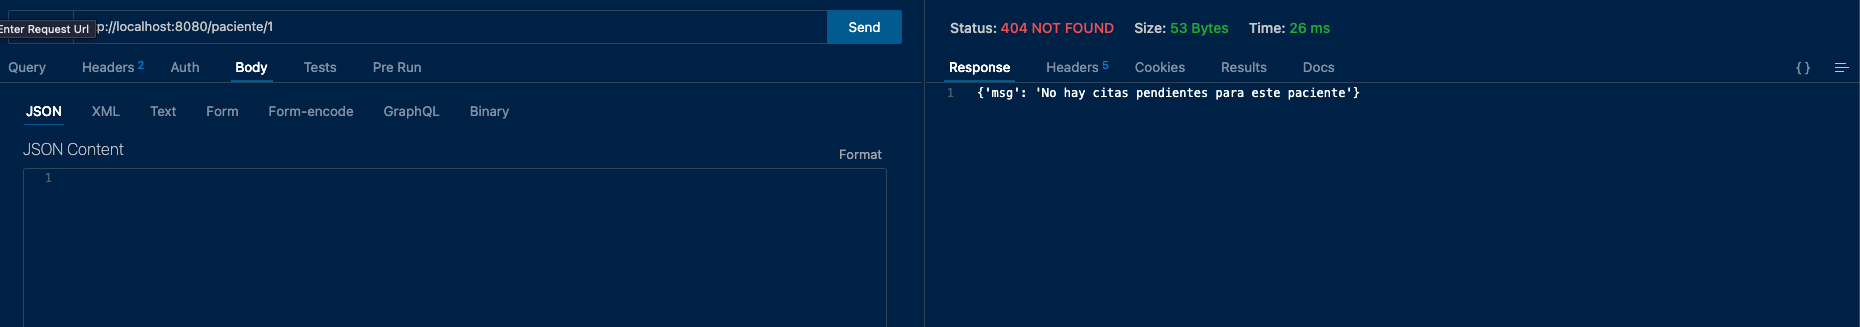 Enter Request Url
p://localhost:8080/paciente/1
Send
Query Headers 2 Auth Body Tests Pre Run
JSON XML Text Form Form-encode GraphQL Binary
JSON Content
Format
1
Status: 404 NOT FOUND Size: 53 Bytes Time: 26 ms
Response Headers 5 Cookies Results Docs { }
1 {'msg': 'No hay citas pendientes para este paciente'}